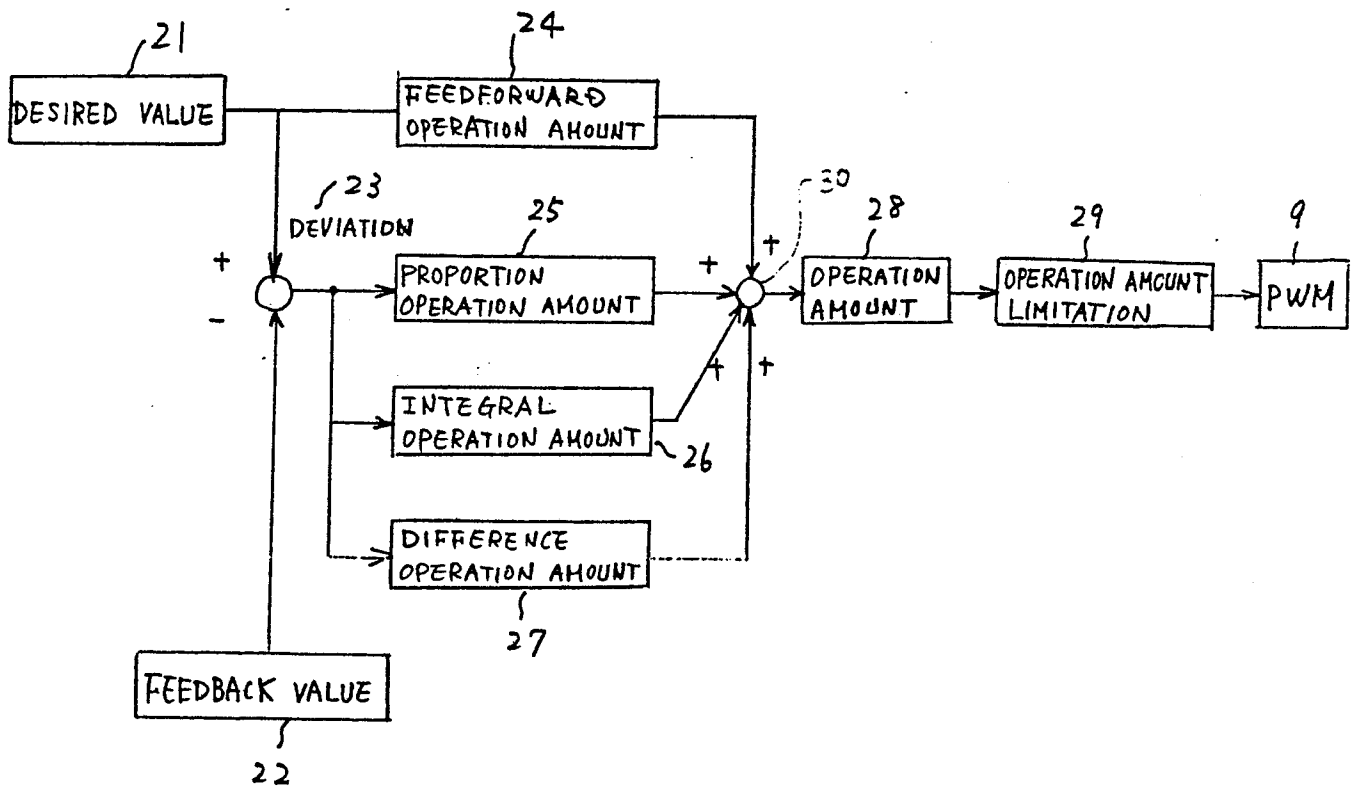 21
DESIRED VALUE
24
FEEDFORWARD
OPERATION AMOUNT
23
DEVIATION
+
-
25
PROPORTION
OPERATION AMOUNT
+
+
30
28
OPERATION
AMOUNT
29
OPERATION AMOUNT
LIMITATION
9
PWM
INTEGRAL
OPERATION AMOUNT
26
+
+
DIFFERENCE
OPERATION AMOUNT
27
FEEDBACK VALUE
22